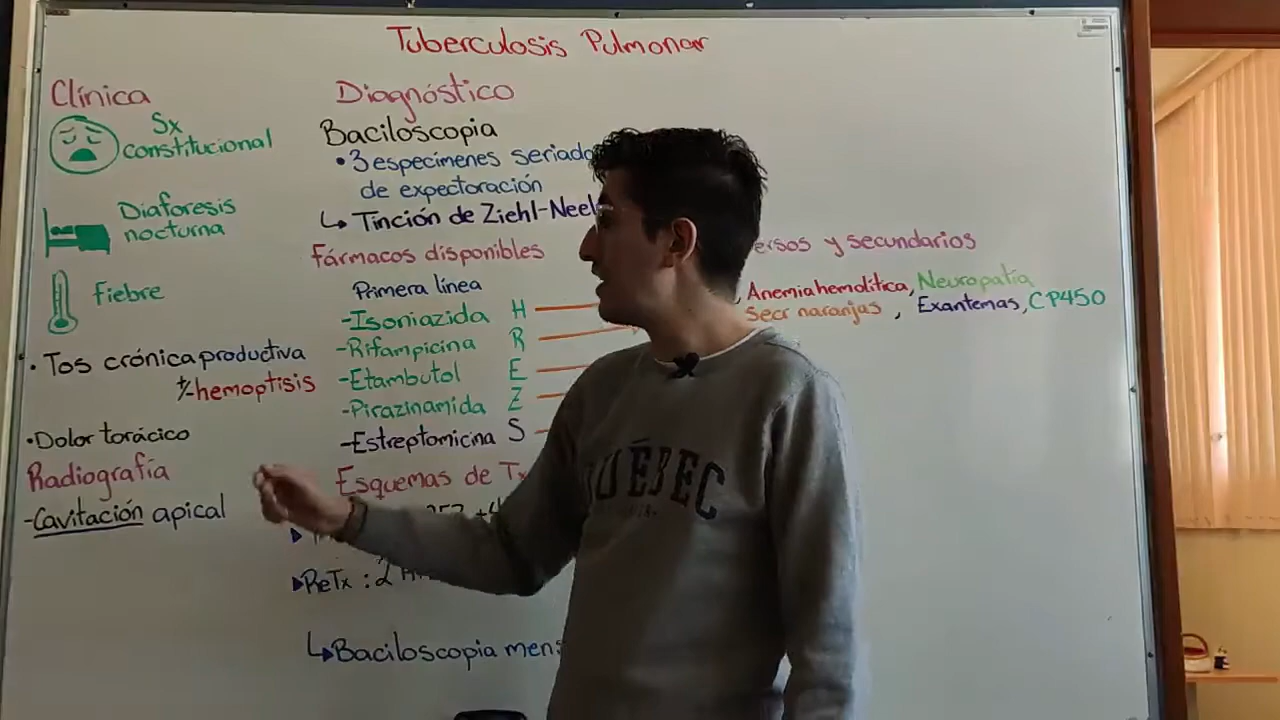 Tuberculosis Pulmonar
Clínica
Sx
constitucional
Diaforesis
nocturna
fiebre
• Tos crónica productiva
+/- hemoptisis
• Dolor torácico
Radiografía
- Cavitación apical
Diagnóstico
Baciloscopia
• 3 especímenes seriado
de expectoración
↳ Tinción de Ziehl-Neel
fármacos disponibles
ersos y secundarios
Primera línea
- Isoniazida H
, Anemia hemolítica, Neuropatía
- Rifampicina R
secr naranjas, Exantemas, CP450
- Etambutol E
- Pirazinamida Z
- Estreptomicina S
Esquemas de Tx
ReTx: 2
↳ Baciloscopia mens
QUÉBEC